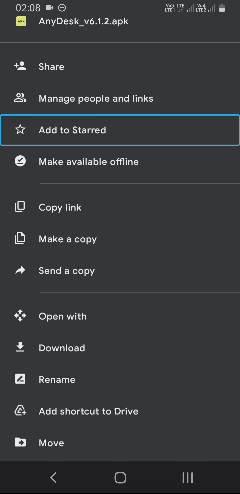 02:08
AnyDesk_v6.1.2.apk
Share
Manage people and links
Add to Starred
Make available offline
Copy link
Make a copy
Send a copy
Open with
Download
Rename
Add shortcut to Drive
Move